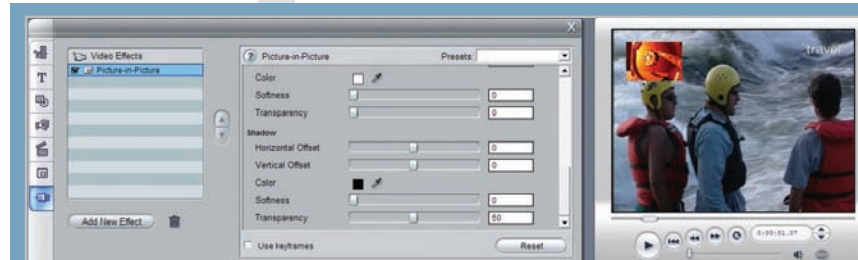 X
Video Effects
Picture-in-Picture
Add New Effect
? Picture-in-Picture Presets:
Color
Softness 0
Transparency 0
Shadow
Horizontal Offset 0
Vertical Offset 0
Color
Softness 0
Transparency 50
Use keyframes Reset
T
travel
0:00:01.07